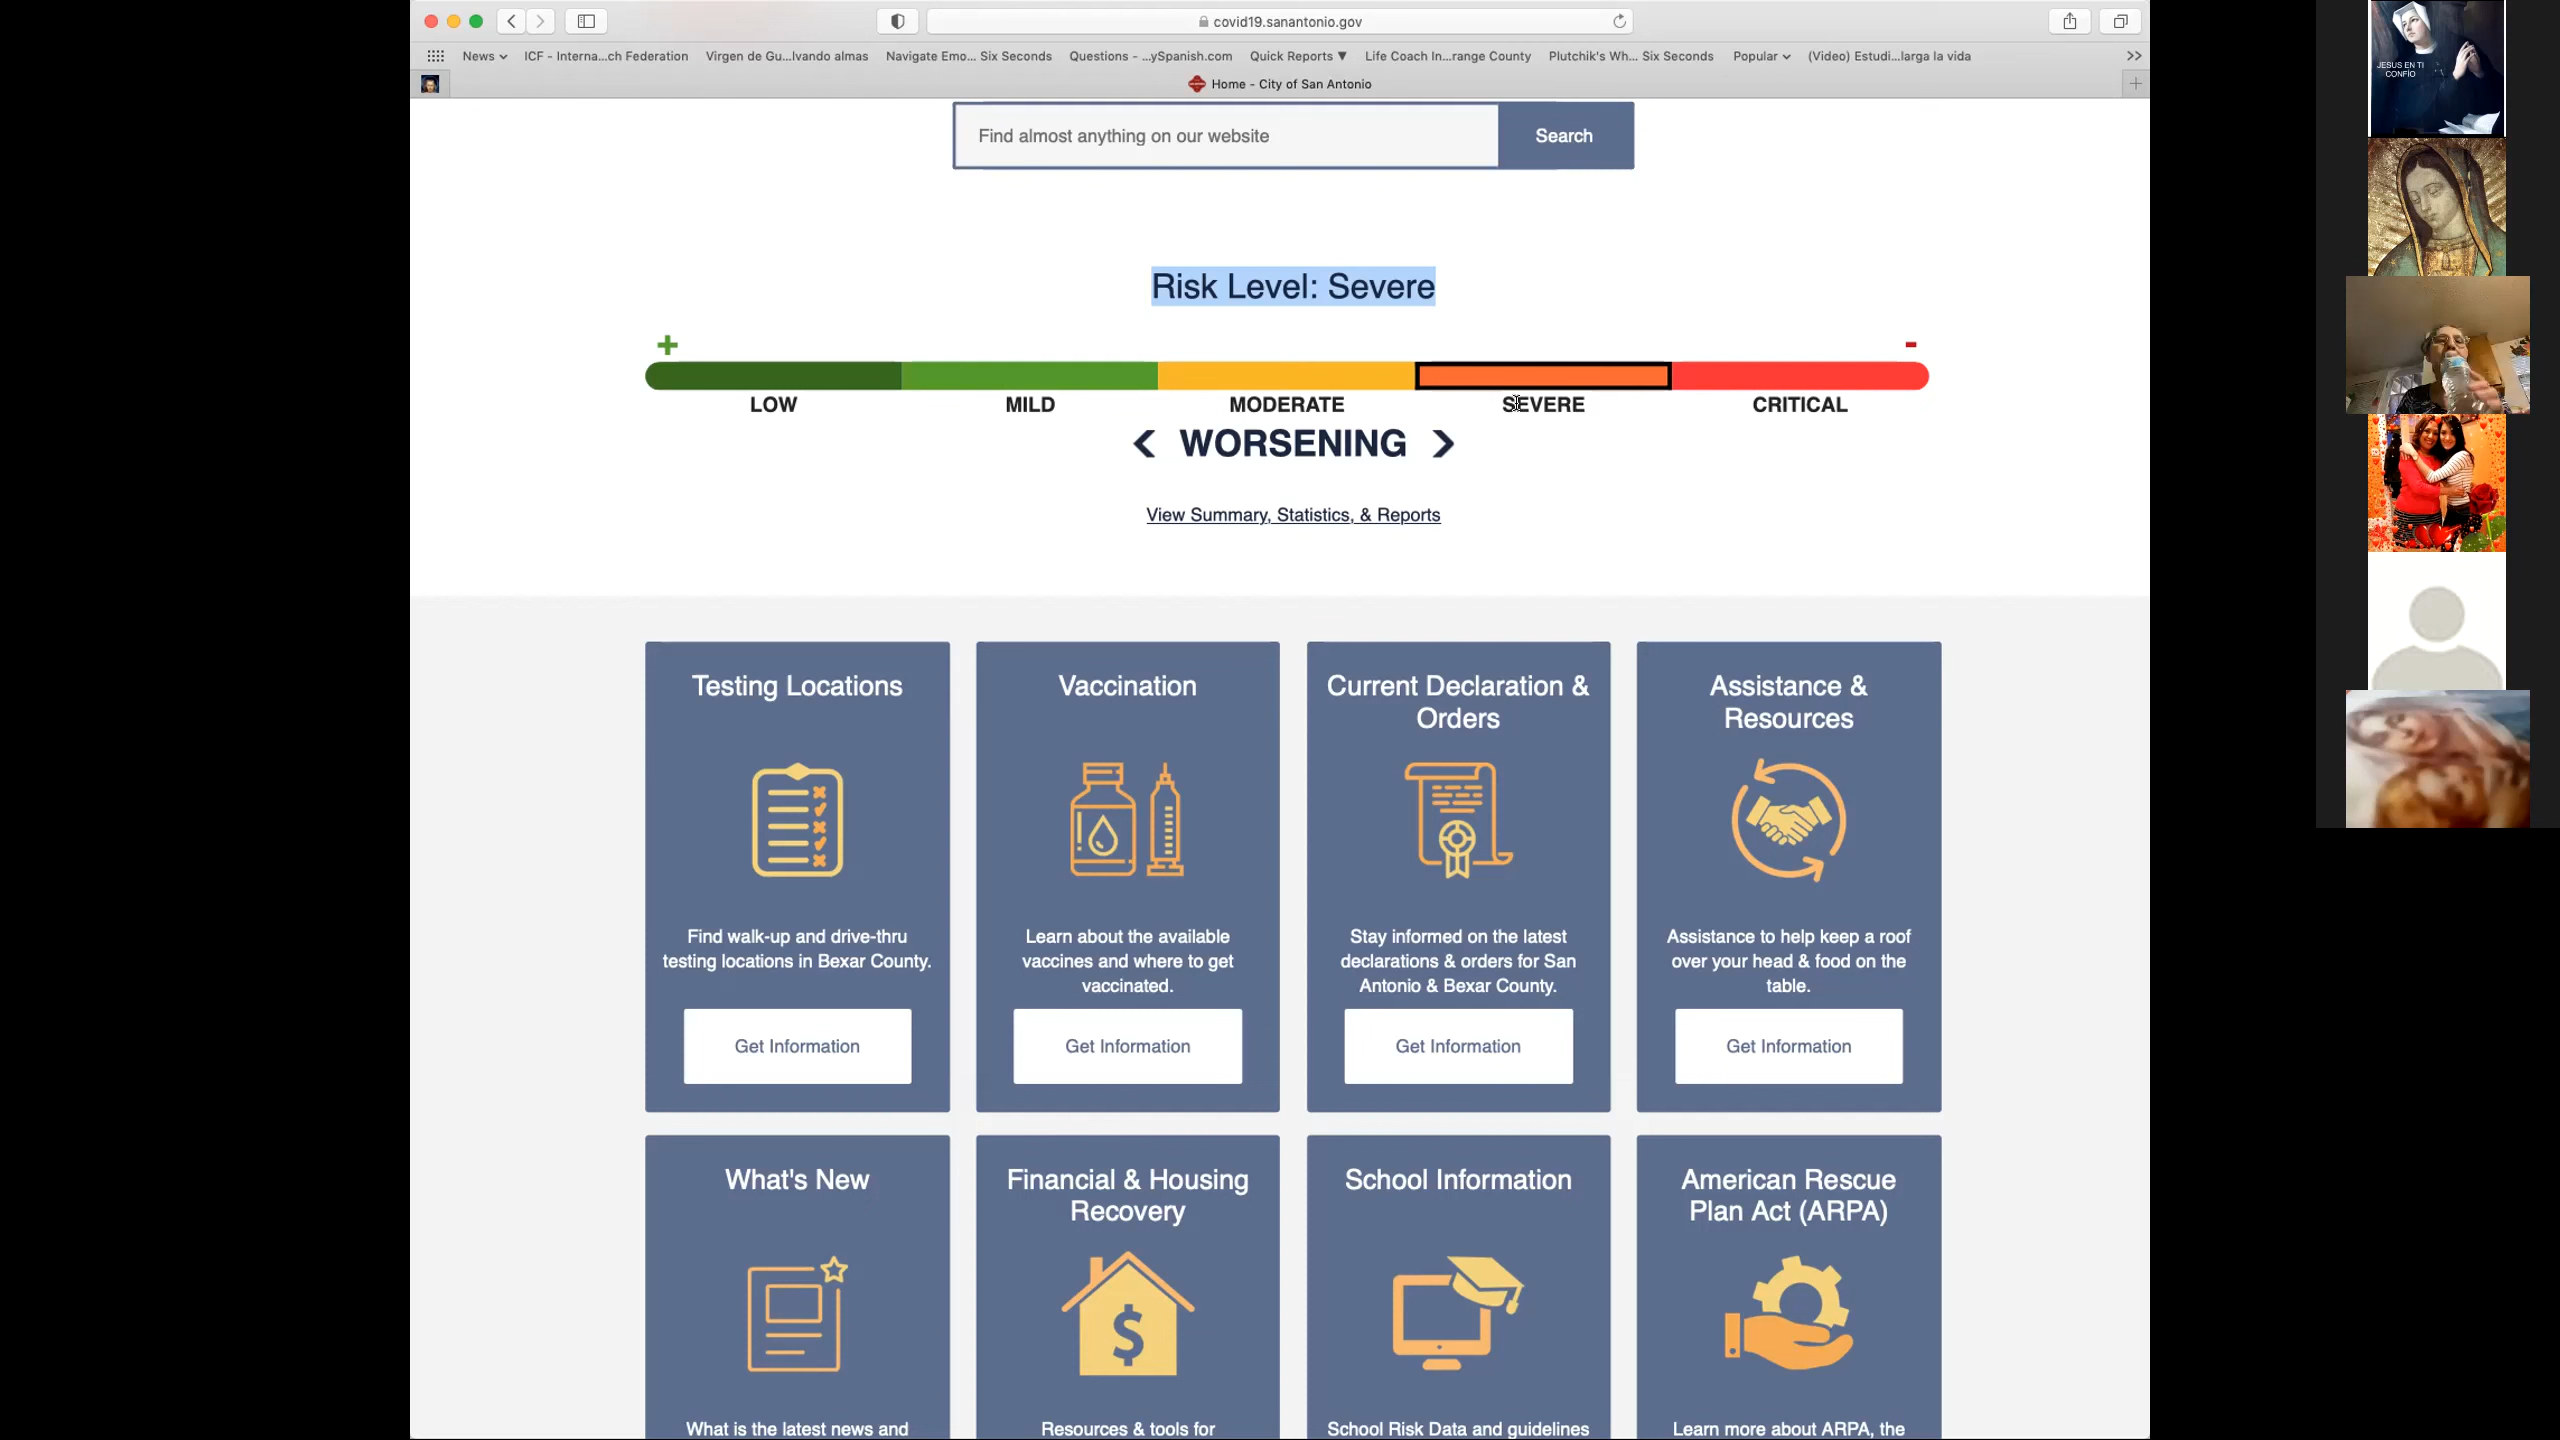 covid19.sanantonio.gov
News
ICF - Interna...ch Federation
Virgen de Gu...lvando almas
Navigate Emo... Six Seconds
Questions - ...ySpanish.com
Quick Reports ▼
Life Coach In...range County
Plutchik's Wh... Six Seconds
Popular
(Video) Estudi...larga la vida
Home - City of San Antonio
Find almost anything on our website
Search
Risk Level: Severe
+
-
LOW
MILD
MODERATE
SEVERE
CRITICAL
WORSENING
View Summary, Statistics, & Reports
Testing Locations
Find walk-up and drive-thru
testing locations in Bexar County.
Get Information
Vaccination
Learn about the available
vaccines and where to get
vaccinated.
Get Information
Current Declaration &
Orders
Stay informed on the latest
declarations & orders for San
Antonio & Bexar County.
Get Information
Assistance &
Resources
Assistance to help keep a roof
over your head & food on the
table.
Get Information
What's New
What is the latest news and
Financial & Housing
Recovery
$
Resources & tools for
School Information
School Risk Data and guidelines
American Rescue
Plan Act (ARPA)
Learn more about ARPA, the
JESUS EN TI
CONFÍO